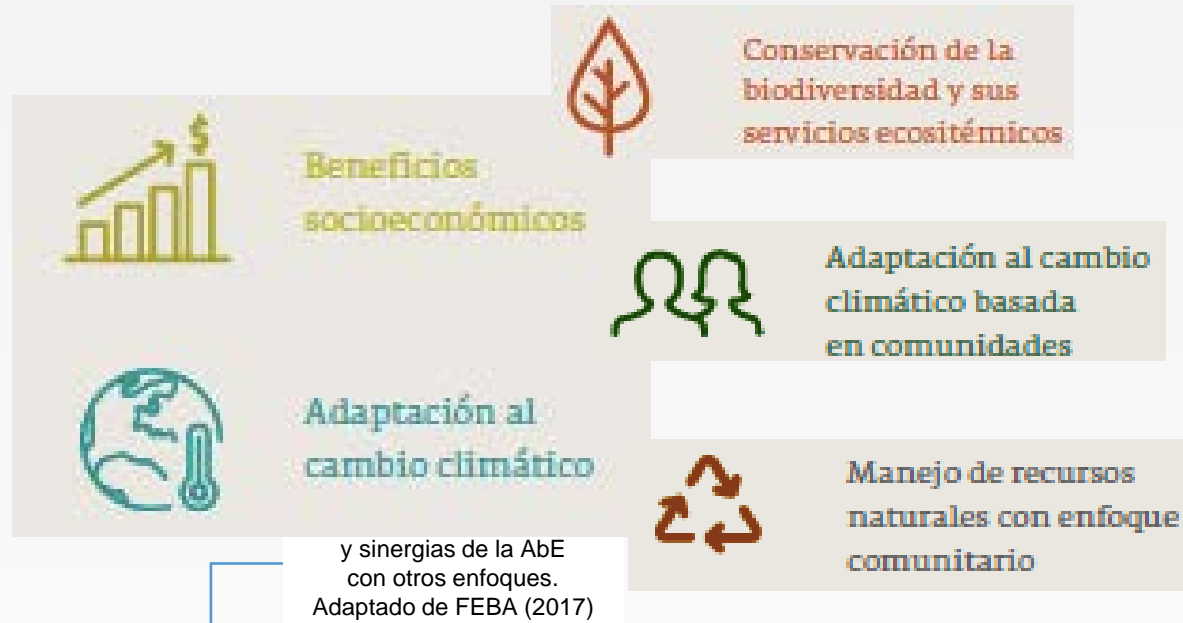 Conservación de la
biodiversidad y sus
servicios ecositémicos
$
Beneficios
socioeconómicos
Adaptación al cambio
climático basada
en comunidades
Adaptación al
cambio climático
Manejo de recursos
naturales con enfoque
comunitario
y sinergias de la AbE
con otros enfoques.
Adaptado de FEBA (2017)